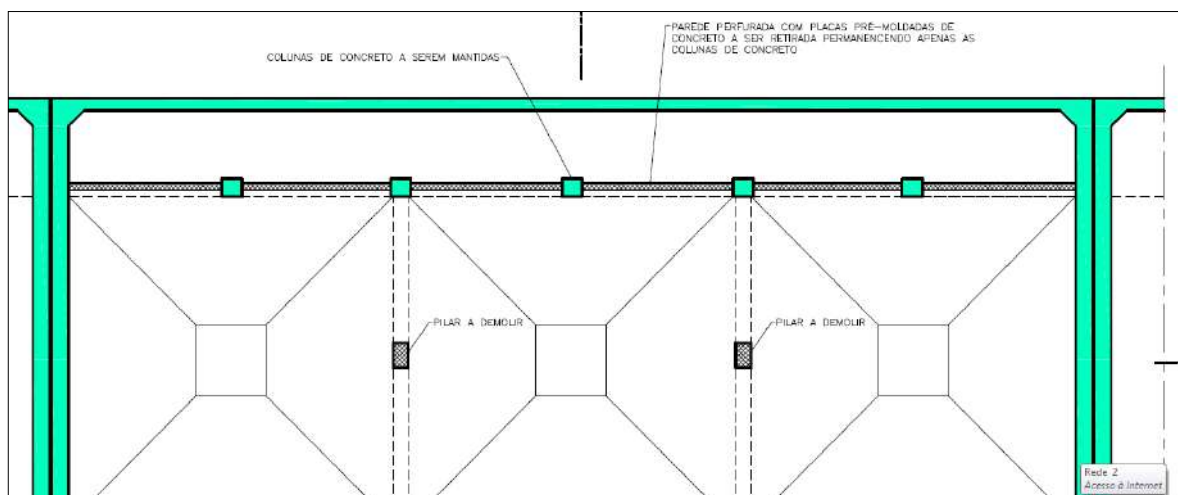 PAREDE PERFURADA COM PLACAS PRÉ-MOLDADAS DE
CONCRETO A SER RETIRADA PERMANENCENDO APENAS AS
COLUNAS DE CONCRETO
COLUNAS DE CONCRETO A SEREM MANTIDAS
PILAR A DEMOLIR
PILAR A DEMOLIR
Rede 2
Acesso à Internet